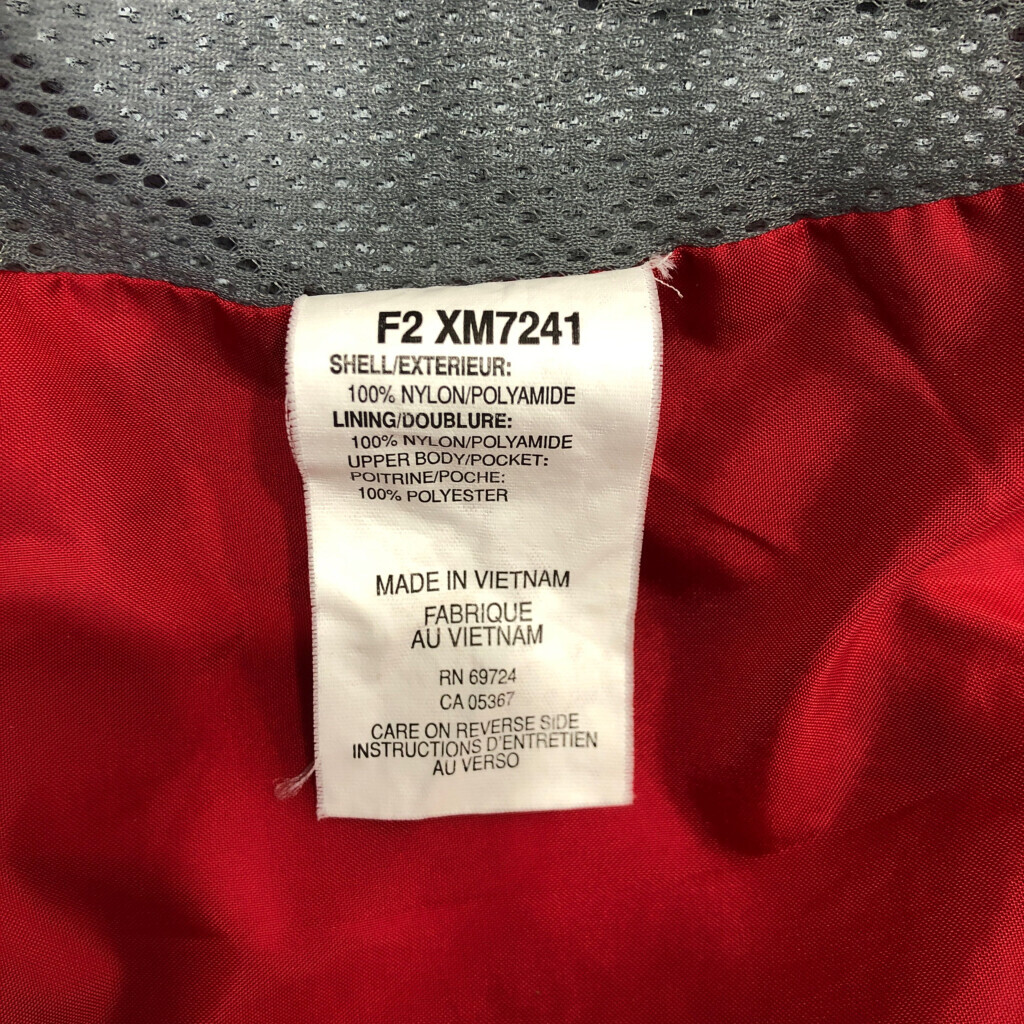 F2 XM7241
SHELL/EXTERIEUR:
100% NYLON/POLYAMIDE
LINING/DOUBLURE:
100% NYLON/POLYAMIDE
UPPER BODY/POCKET:
POITRINE/POCHE:
100% POLYESTER
MADE IN VIETNAM
FABRIQUE
AU VIETNAM
RN 69724
CA 05367
CARE ON REVERSE SIDE
INSTRUCTIONS D'ENTRETIEN
AU VERSO